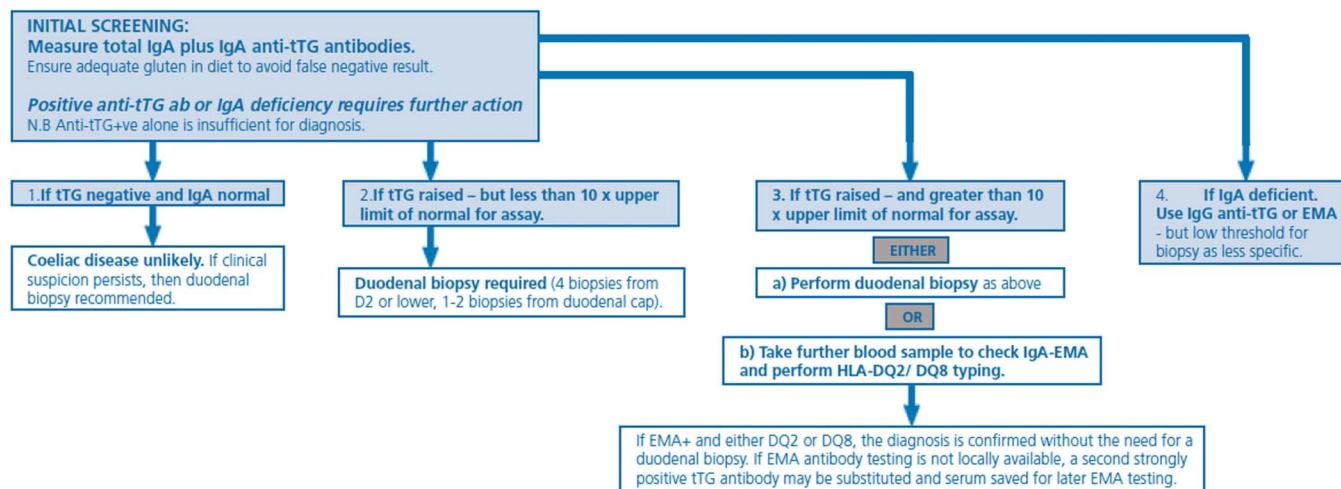 INITIAL SCREENING:
Measure total IgA plus IgA anti-tTG antibodies.
Ensure adequate gluten in diet to avoid false negative result.
Positive anti-tTG ab or IgA deficiency requires further action
N.B Anti-tTG+ve alone is insufficient for diagnosis.
1.If tTG negative and IgA normal
Coeliac disease unlikely. If clinical
suspicion persists, then duodenal
biopsy recommended.
2.If tTG raised – but less than 10 x upper
limit of normal for assay.
Duodenal biopsy required (4 biopsies from
D2 or lower, 1-2 biopsies from duodenal cap).
3. If tTG raised – and greater than 10
x upper limit of normal for assay.
EITHER
a) Perform duodenal biopsy as above
OR
b) Take further blood sample to check IgA-EMA
and perform HLA-DQ2/ DQ8 typing.
If EMA+ and either DQ2 or DQ8, the diagnosis is confirmed without the need for a
duodenal biopsy. If EMA antibody testing is not locally available, a second strongly
positive tTG antibody may be substituted and serum saved for later EMA testing.
4. If IgA deficient.
Use IgG anti-tTG or EMA
- but low threshold for
biopsy as less specific.